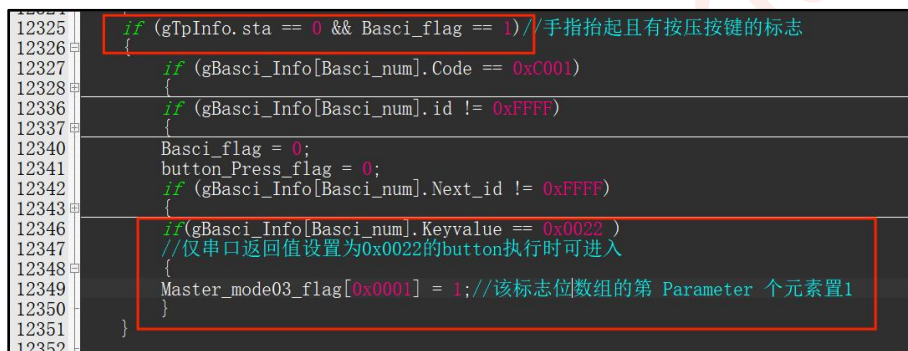 12325 if (gTpInfo.sta == 0 && Basci_flag == 1)//手指抬起且有按压按键的标志
12326 {
12327 if (gBasci_Info[Basci_num].Code == 0xC001)
12328 {
12336 if (gBasci_Info[Basci_num].id != 0xFFFF)
12337 {
12340 Basci_flag = 0;
12341 button_Press_flag = 0;
12342 if (gBasci_Info[Basci_num].Next_id != 0xFFFF)
12343 {
12346 if(gBasci_Info[Basci_num].Keyvalue == 0x0022 )
12347 //仅串口返回值设置为0x0022的button执行时可进入
12348 {
12349 Master_mode03_flag[0x0001] = 1;//该标志位数组的第 Parameter 个元素置1
12350 }
12351 }
12352